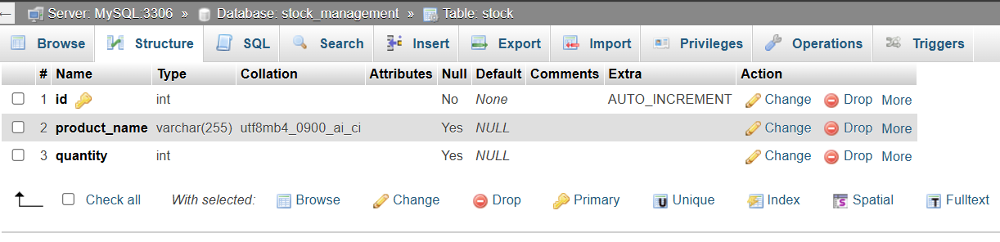 Server: MySQL:3306 » Database: stock_management » Table: stock
Browse Structure SQL Search Insert Export Import Privileges Operations Triggers
# Name Type Collation Attributes Null Default Comments Extra Action
1 id int No None AUTO_INCREMENT Change Drop More
2 product_name varchar(255) utf8mb4_0900_ai_ci Yes NULL Change Drop More
3 quantity int Yes NULL Change Drop More
Check all With selected: Browse Change Drop Primary Unique Index Spatial Fulltext